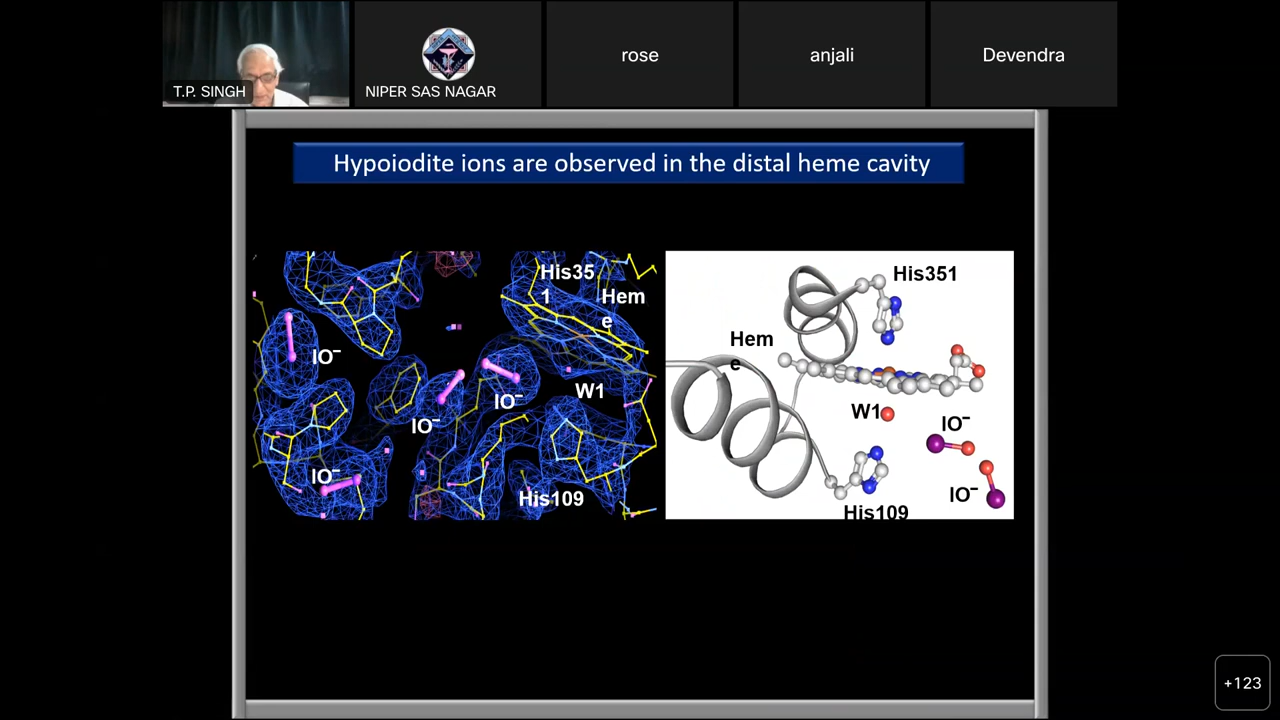 T.P. SINGH
NIPER SAS NAGAR
rose
anjali
Devendra
Hypoiodite ions are observed in the distal heme cavity
His35
1
Hem
e
IO⁻
W1
IO⁻
IO⁻
IO⁻
His109
His351
Hem
e
W1
IO⁻
IO⁻
His109
+123